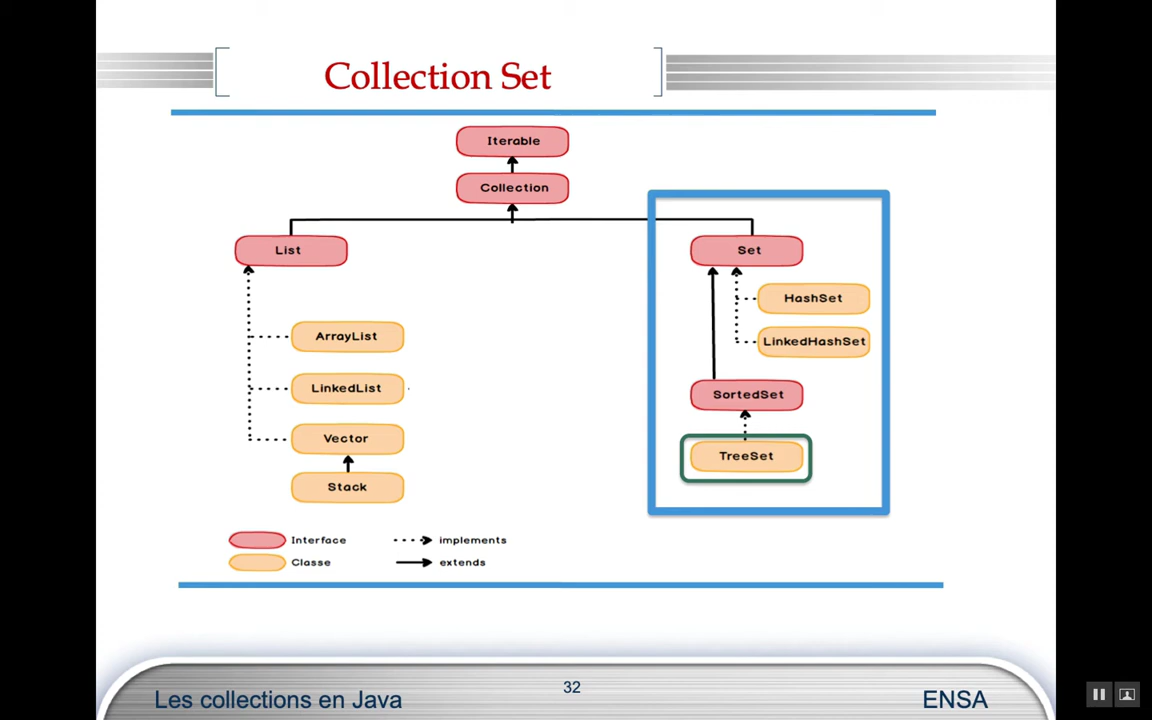 Collection Set
Iterable
Collection
List
Set
HashSet
ArrayList
LinkedHashSet
LinkedList
SortedSet
Vector
TreeSet
Stack
Interface
implements
Classe
extends
Les collections en Java
32
ENSA